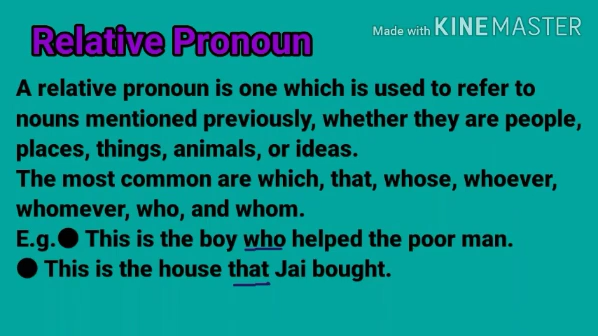 Relative Pronoun
Made with KINEMASTER
A relative pronoun is one which is used to refer to
nouns mentioned previously, whether they are people,
places, things, animals, or ideas.
The most common are which, that, whose, whoever,
whomever, who, and whom.
E.g.● This is the boy who helped the poor man.
● This is the house that Jai bought.